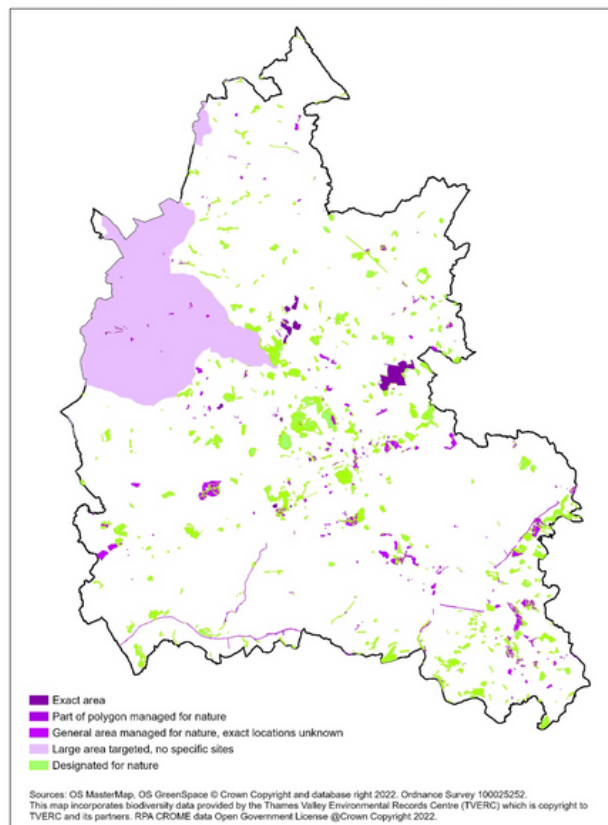 Exact area
Part of polygon managed for nature
General area managed for nature, exact locations unknown
Large area targeted, no specific sites
Designated for nature
Sources: OS MasterMap, OS GreenSpace © Crown Copyright and database right 2022. Ordnance Survey 100025252.
This map incorporates biodiversity data provided by the Thames Valley Environmental Records Centre (TVERC) which is copyright to
TVERC and its partners. RPA CROME data Open Government License @Crown Copyright 2022.